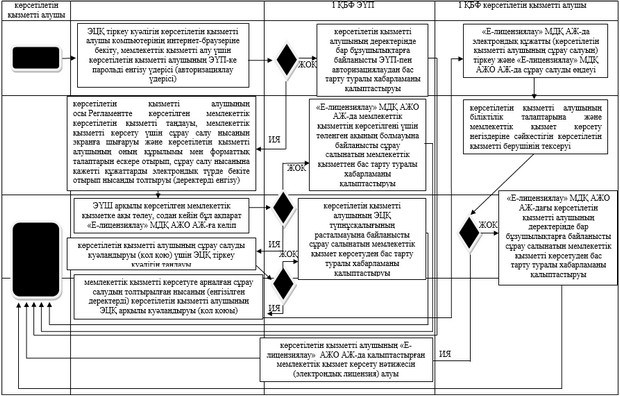 көрсетілетін
қызметті алушы
1 ҚБФ ЭҮП
1 ҚБФ көрсетілетін қызметті алушы
ЭЦҚ тіркеу куәлігін көрсетілетін қызметті
алушы компьютерінің интернет-браузеріне
бекіту, мемлекеттік қызметті алу үшін
көрсетілетін қызметті алушының ЭҮП-ке
парольді енгізу үдерісі (авторизациялау
үдерісі)
көрсетілетін қызметті
алушының деректерінде
бар бұзушылықтарға
байланысты ЭҮП-пен
авторизациялаудан бас
тарту туралы хабарламаны
қалыптастыруы
ЖОҚ
ИЯ
«Е-лицензиялау» МДҚ АЖ-да
электрондық құжатты (көрсетілетін
қызметті алушының сұрау салуын)
тіркеу және «Е-лицензиялау» МДҚ
АЖО АЖ-да сұрау салуды өңдеуі
көрсетілетін қызметті алушының
осы Регламентте көрсетілген мемлекеттік
көрсетілетін қызметті таңдауы, мемлекеттік
қызметті көрсету үшін сұрау салу нысанын
экранға шығаруы және көрсетілетін қызметті
алушының оның құрылымы мен форматтық
талаптарын ескере отырып, сұрау салу нысанына
қажетті құжаттарды электрондық түрде бекіте
отырып нысанды толтыруы (деректерді енгізу)
«Е-лицензиялау» МДҚ АЖО
АЖ-да мемлекеттік
қызметтің көрсетілгені үшін
төленген ақының болмауына
байланысты сұрау
салынатын мемлекеттік
қызметтен бас тарту туралы
хабарламаны
қалыптастыруы
ЖОҚ
көрсетілетін қызметті алушының
біліктілік талаптарына және
мемлекеттік қызмет көрсету
негіздеріне сәйкестігін көрсетілетін
қызметті берушінің тексеруі
ЭҮШ арқылы көрсетілген мемлекеттік
қызметке ақы төлеу, содан кейін бұл ақпарат
«Е-лицензиялау» МДҚ АЖО АЖ-ға келіп
көрсетілетін қызметті
алушының ЭЦҚ
түпнұсқалығының
расталмауына байланысты
сұрау салынатын мемлекеттік
қызмет көрсетуден бас тарту
туралы хабарламаны
қалыптастыруы
ЖОҚ
«Е-лицензиялау» МДҚ АЖО
АЖ-дағы көрсетілетін
қызметті алушының
деректерінде бар
бұзушылықтарға байланысты
сұрау салынатын мемлекеттік
қызметті көрсетуден бас
тарту туралы хабарламаны
қалыптастыруы
көрсетілетін қызметті алушының сұрау салуды
куәландыруы (қол қою) үшін ЭЦҚ тіркеу
куәлігін таңдауы
ИЯ
ЖОҚ
мемлекеттік қызметті көрсетуге арналған сұрау
салудың толтырылған нысанын (енгізілген
деректерді) көрсетілетін қызметті алушының
ЭЦҚ арқылы куәландыруы (қол қоюы)
ИЯ
көрсетілетін қызметті алушының «Е-
лицензиялау» АЖО АЖ-да қалыптастырған
мемлекеттік қызмет көрсету нәтижесін
(электрондық лицензия) алуы
ИЯ